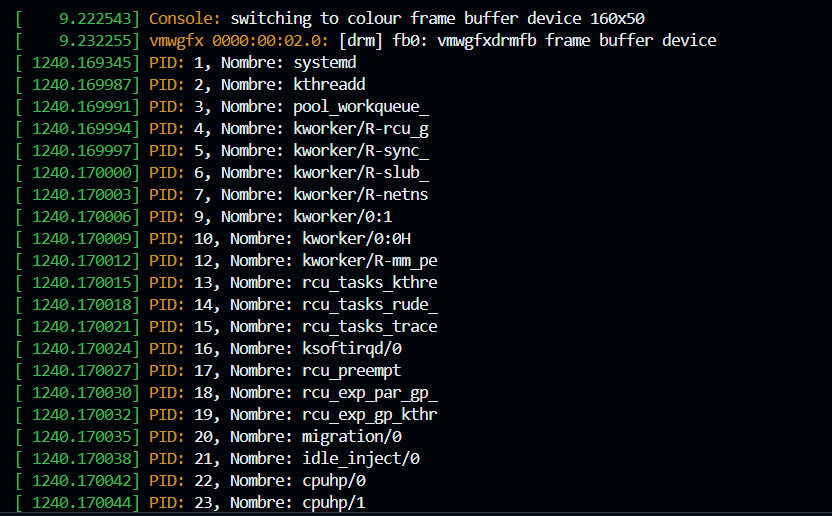 [    9.222543] Console: switching to colour frame buffer device 160x50
[    9.232255] vmwgfx 0000:00:02.0: [drm] fb0: vmwgfxdrmfb frame buffer device
[ 1240.169345] PID: 1, Nombre: systemd
[ 1240.169987] PID: 2, Nombre: kthreadd
[ 1240.169991] PID: 3, Nombre: pool_workqueue_
[ 1240.169994] PID: 4, Nombre: kworker/R-rcu_g
[ 1240.169997] PID: 5, Nombre: kworker/R-sync_
[ 1240.170000] PID: 6, Nombre: kworker/R-slub_
[ 1240.170003] PID: 7, Nombre: kworker/R-netns
[ 1240.170006] PID: 9, Nombre: kworker/0:1
[ 1240.170009] PID: 10, Nombre: kworker/0:0H
[ 1240.170012] PID: 12, Nombre: kworker/R-mm_pe
[ 1240.170015] PID: 13, Nombre: rcu_tasks_kthre
[ 1240.170018] PID: 14, Nombre: rcu_tasks_rude_
[ 1240.170021] PID: 15, Nombre: rcu_tasks_trace
[ 1240.170024] PID: 16, Nombre: ksoftirqd/0
[ 1240.170027] PID: 17, Nombre: rcu_preempt
[ 1240.170030] PID: 18, Nombre: rcu_exp_par_gp_
[ 1240.170032] PID: 19, Nombre: rcu_exp_gp_kthr
[ 1240.170035] PID: 20, Nombre: migration/0
[ 1240.170038] PID: 21, Nombre: idle_inject/0
[ 1240.170042] PID: 22, Nombre: cpuhp/0
[ 1240.170044] PID: 23, Nombre: cpuhp/1